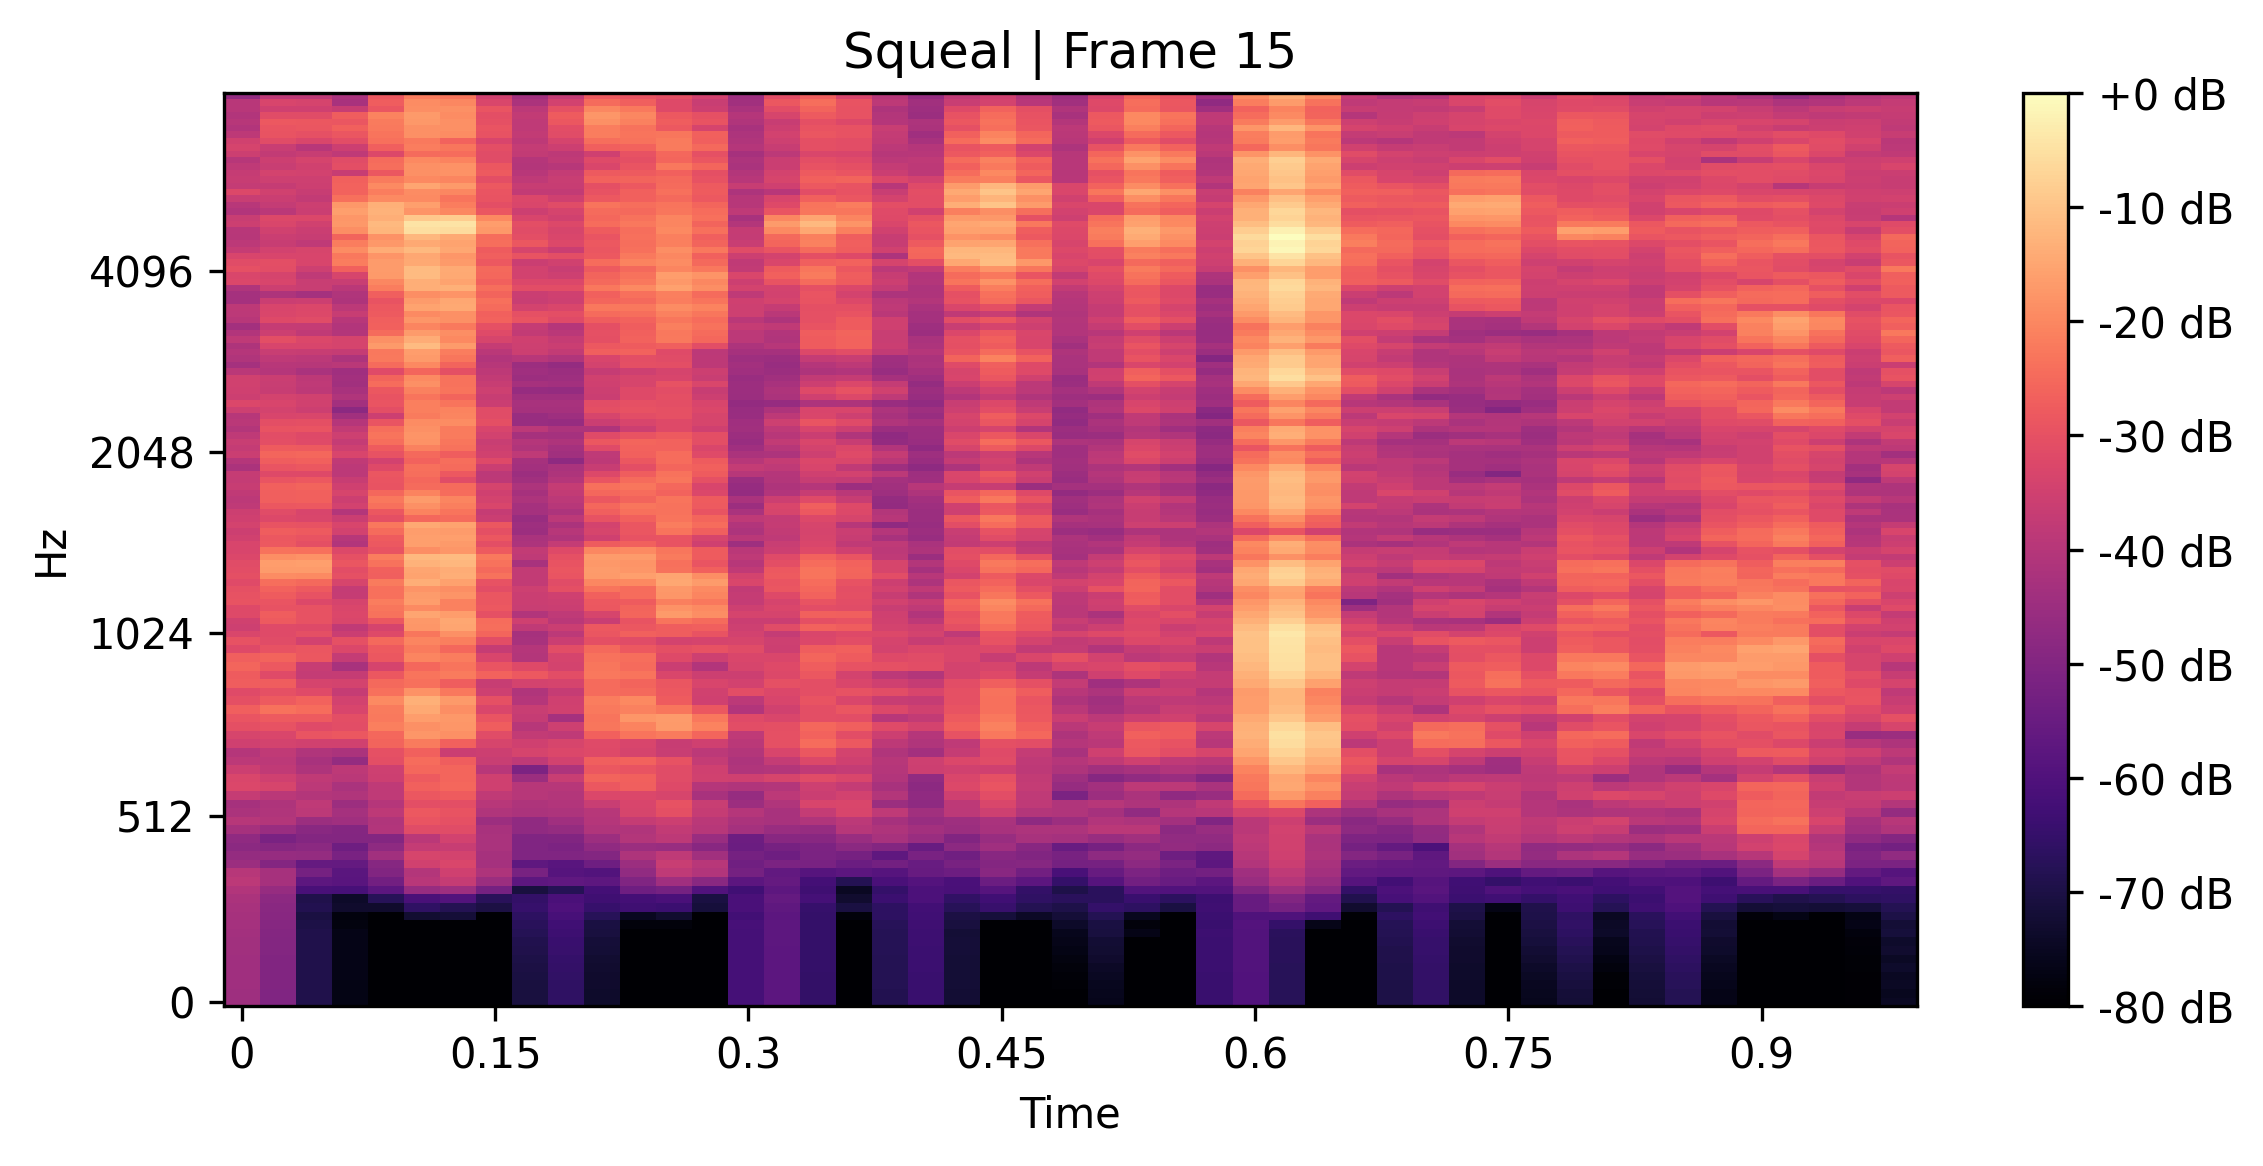 Squeal | Frame 15
Hz
4096
2048
1024
512
0
0 0.15 0.3 0.45 0.6 0.75 0.9
Time
+0 dB
-10 dB
-20 dB
-30 dB
-40 dB
-50 dB
-60 dB
-70 dB
-80 dB